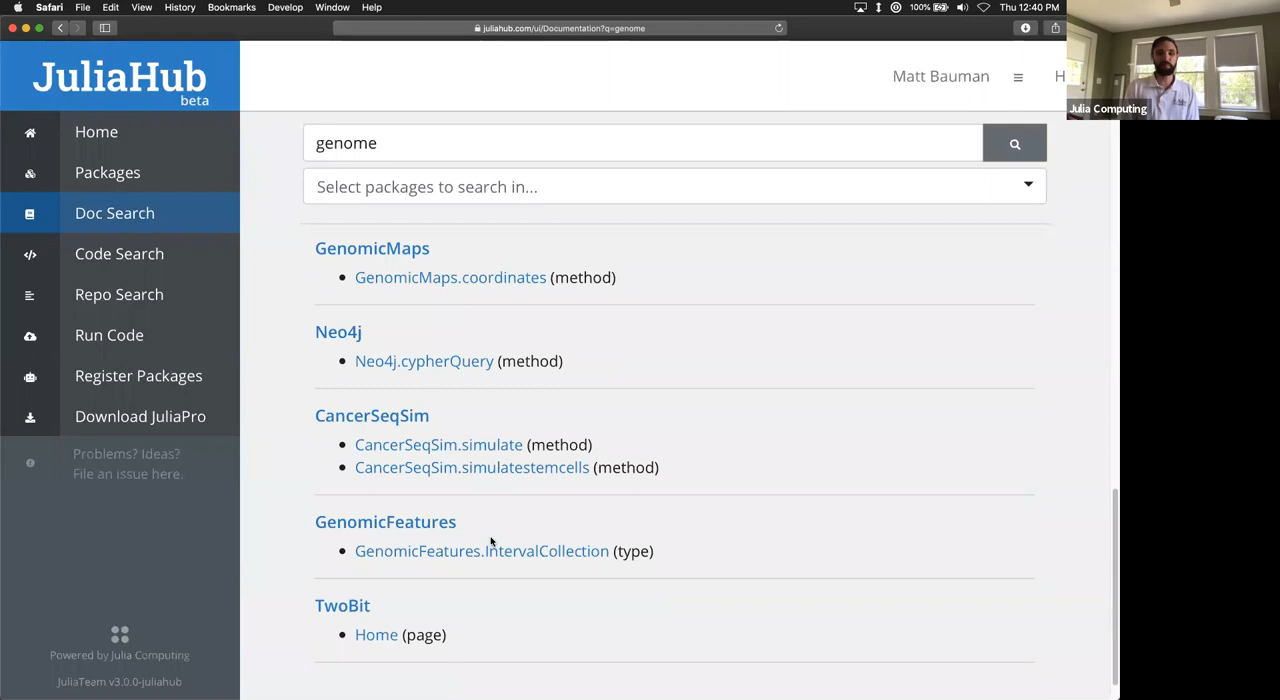 Safari File Edit View History Bookmarks Develop Window Help 100% Thu 12:40 PM
juliahub.com/ui/Documentation?q=genome
JuliaHub
beta
Matt Bauman
H
Julia Computing
Home
Packages
Doc Search
Code Search
Repo Search
Run Code
Register Packages
Download JuliaPro
Problems? Ideas?
File an issue here.
Powered by Julia Computing
JuliaTeam v3.0.0-juliahub
genome
Select packages to search in...
GenomicMaps
GenomicMaps.coordinates (method)
Neo4j
Neo4j.cypherQuery (method)
CancerSeqSim
CancerSeqSim.simulate (method)
CancerSeqSim.simulatestemcells (method)
GenomicFeatures
GenomicFeatures.IntervalCollection (type)
TwoBit
Home (page)